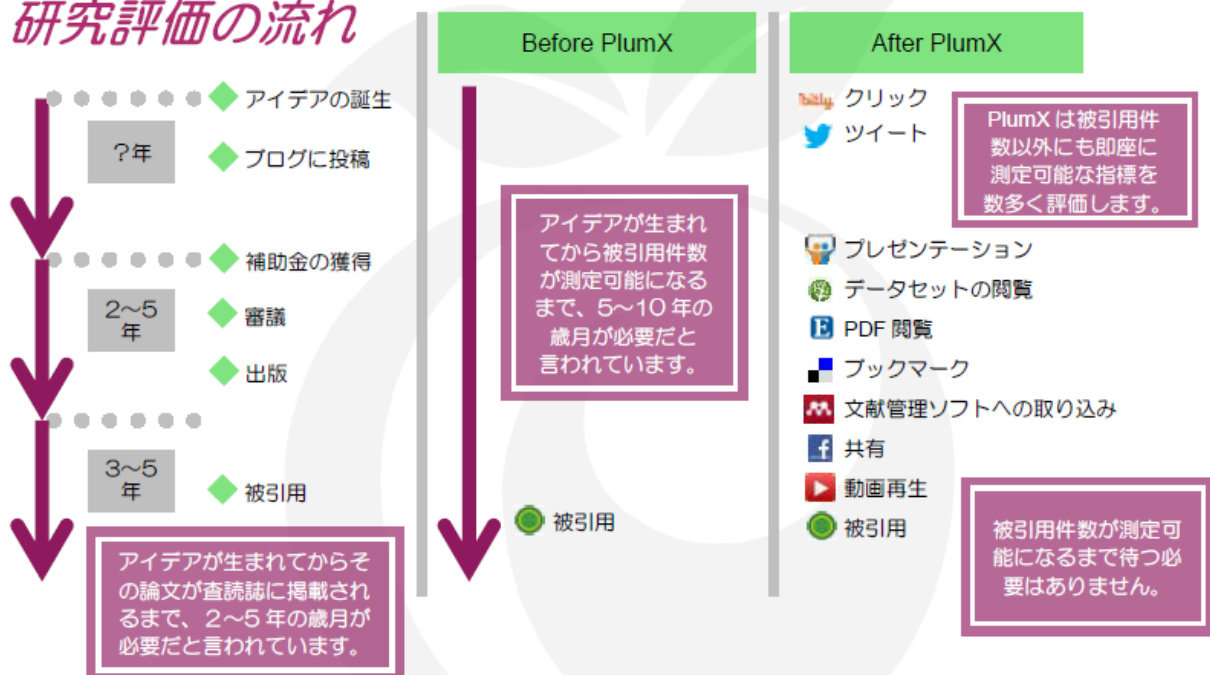 研究評価の流れ
アイデアの誕生
?年
ブログに投稿
補助金の獲得
2～5
年
審議
出版
3～5
年
被引用
アイデアが生まれてからそ
の論文が査読誌に掲載され
るまで、2～5年の歳月が
必要だと言われています。
Before PlumX
アイデアが生まれ
てから被引用件数
が測定可能になる
まで、5～10年の
歳月が必要だと
言われています。
被引用
After PlumX
bitly
クリック
ツイート
PlumX は被引用件
数以外にも即座に
測定可能な指標を
数多く評価します。
プレゼンテーション
データセットの閲覧
E
PDF 閲覧
ブックマーク
文献管理ソフトへの取り込み
f
共有
動画再生
被引用
被引用件数が測定可
能になるまで待つ必
要はありません。